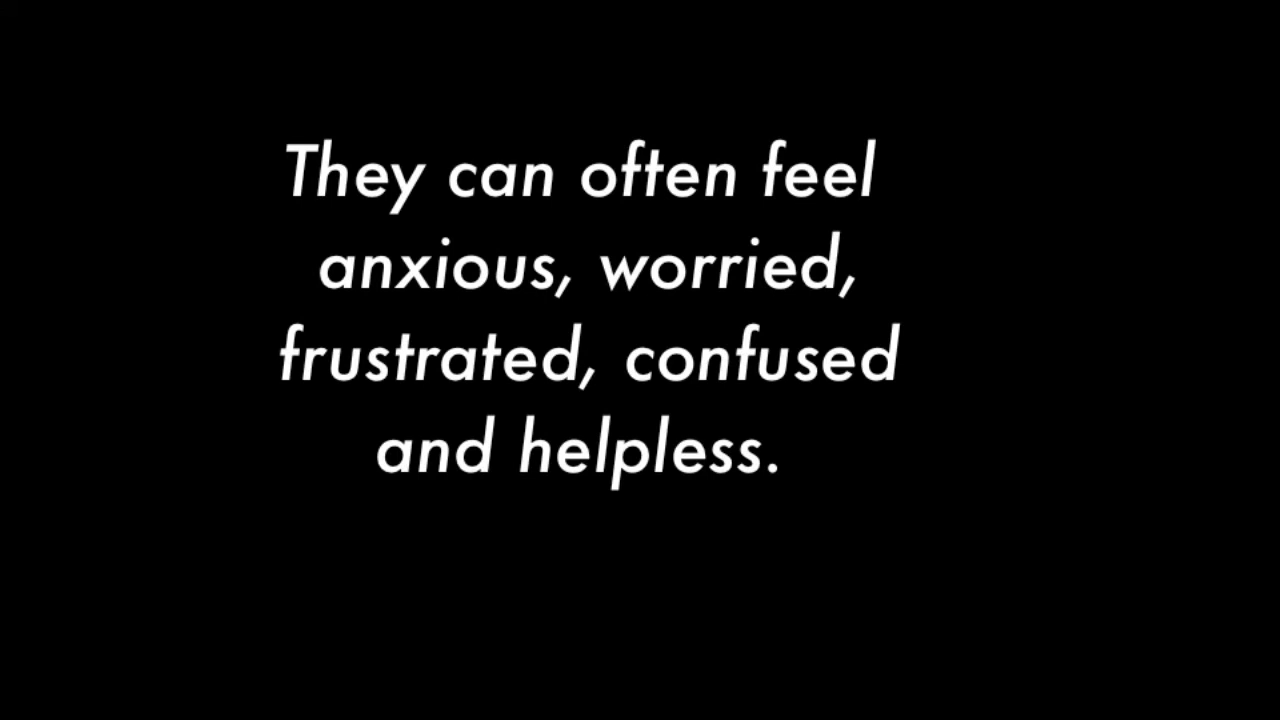 They can often feel
anxious, worried,
frustrated, confused
and helpless.